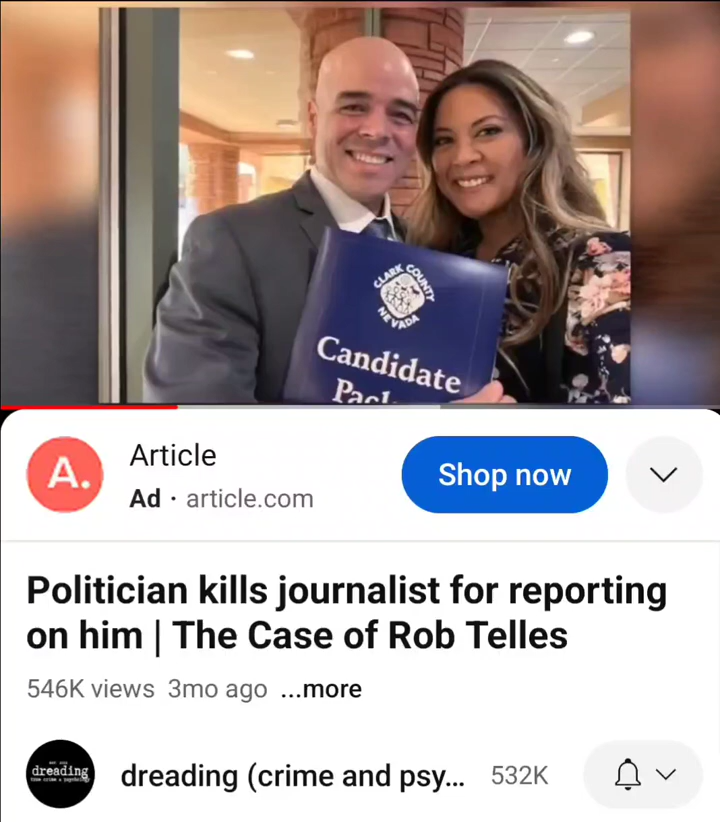 CLARK COUNTY
NEVADA
Candidate
A.
Article
Ad · article.com
Shop now
Politician kills journalist for reporting
on him | The Case of Rob Telles
546K views 3mo ago ...more
dreading
dreading (crime and psy... 532K